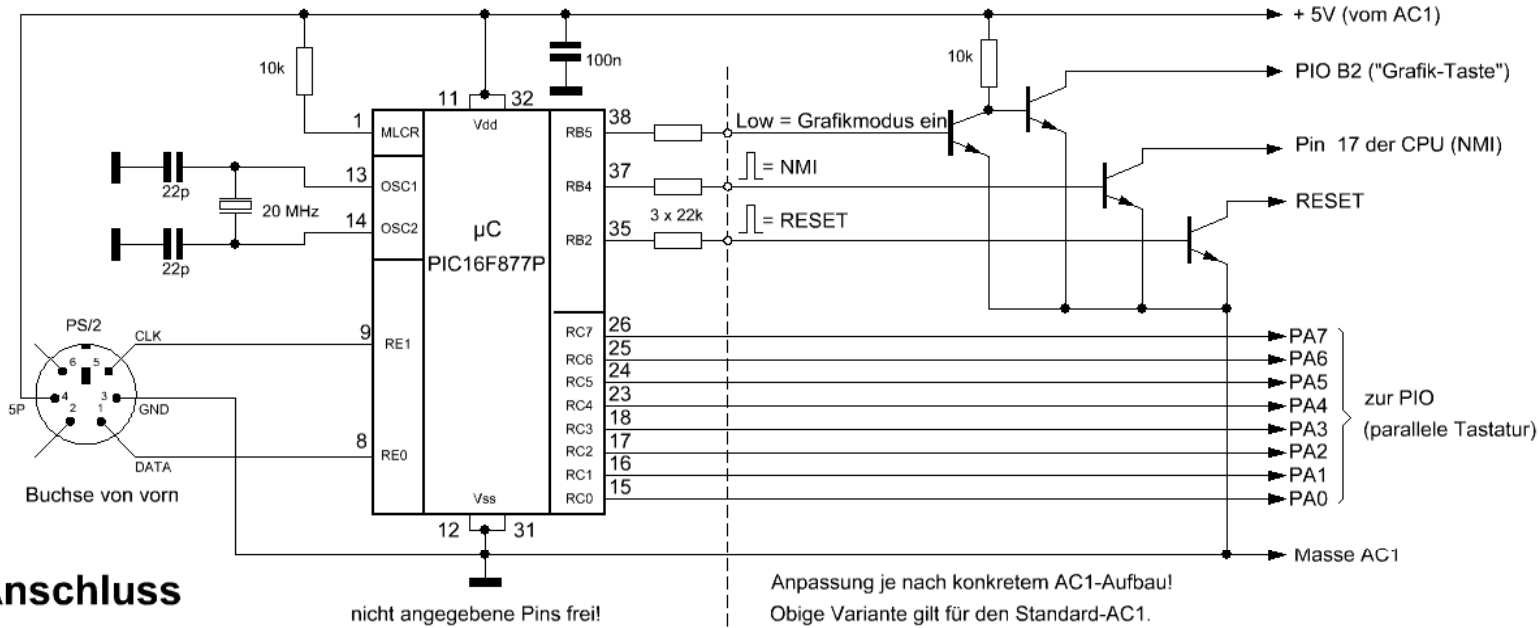 + 5V (vom AC1)
10k
100n
10k
PIO B2 ("Grafik-Taste")
11
32
Vdd
1
MLCR
RB5
38
Low = Grafikmodus ein
Pin 17 der CPU (NMI)
22p
13
OSC1
RB4
37
= NMI
20 MHz
14
OSC2
3 x 22k
RB2
35
= RESET
RESET
22p
µC
PIC16F877P
PS/2
CLK
9
RE1
6
5
4
3
2
1
5P
GND
DATA
8
RE0
Buchse von vorn
RC7
26
PA7
RC6
25
PA6
RC5
24
PA5
RC4
23
PA4
RC3
18
PA3
RC2
17
PA2
RC1
16
PA1
RC0
15
PA0
zur PIO
(parallele Tastatur)
Vss
12
31
Masse AC1
Anschluss
nicht angegebene Pins frei!
Anpassung je nach konkretem AC1-Aufbau!
Obige Variante gilt für den Standard-AC1.